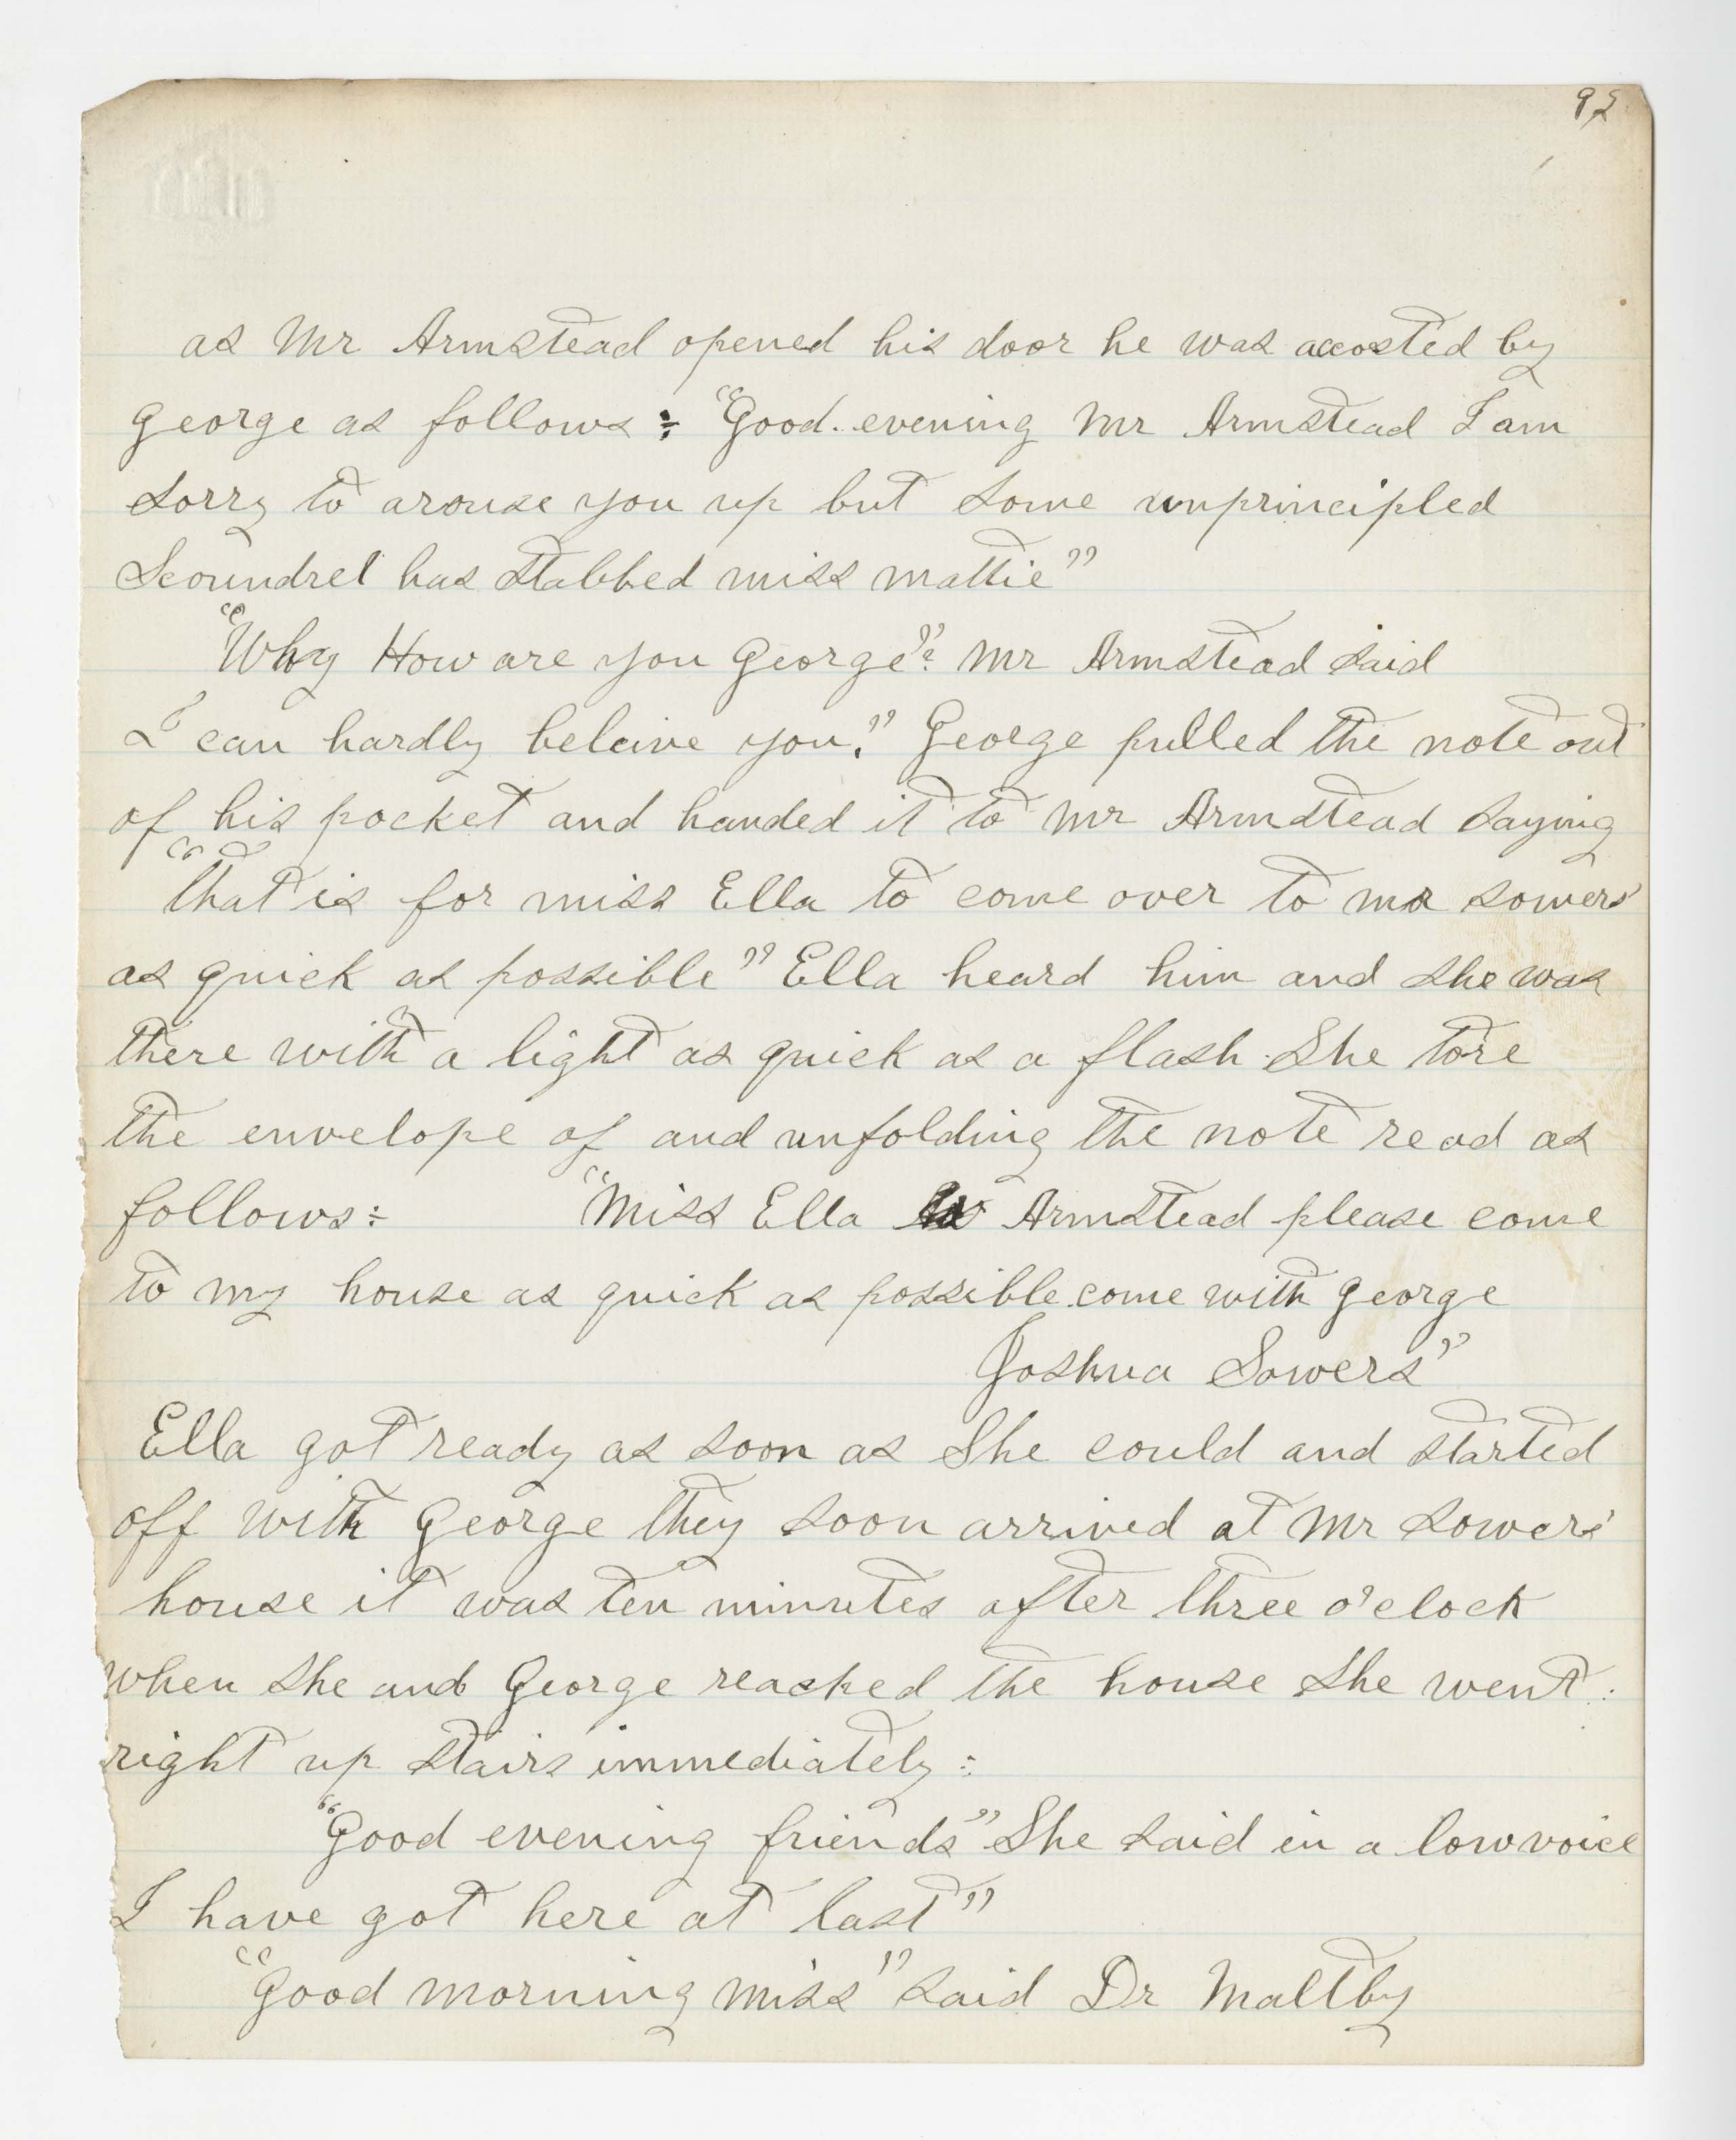 92
as Mr Armstead opened his door he was accosted by
George as follows÷ "Good evening Mr Armstead I am
sorry to arouse you up but some unprincipled
Scoundrel has stabbed miss mattie"
"Why How are you George"? Mr Armstead said
I can hardly beleive you." George pulled the note out
of his pocket and handed it to Mr Armstead saying
"that is for miss Ella to come over to mr sowers'
as quick as possible" Ella heard him and she was
there with a light as quick as a flash. She tore
the envelope of and unfolding the note read as
follows÷ "Miss Ella Armstead please come
to my house as quick as possible. come with George
Joshua Sowers"
Ella got ready as soon as she could and started
off with George they soon arrived at Mr Sowers'
house it was ten minutes after three o'clock
when she and George reached the house she went
right up stairs immediately:
"Good evening friends" She said in a low voice
I have got here at last"
"Good morning miss" said Dr Maltby